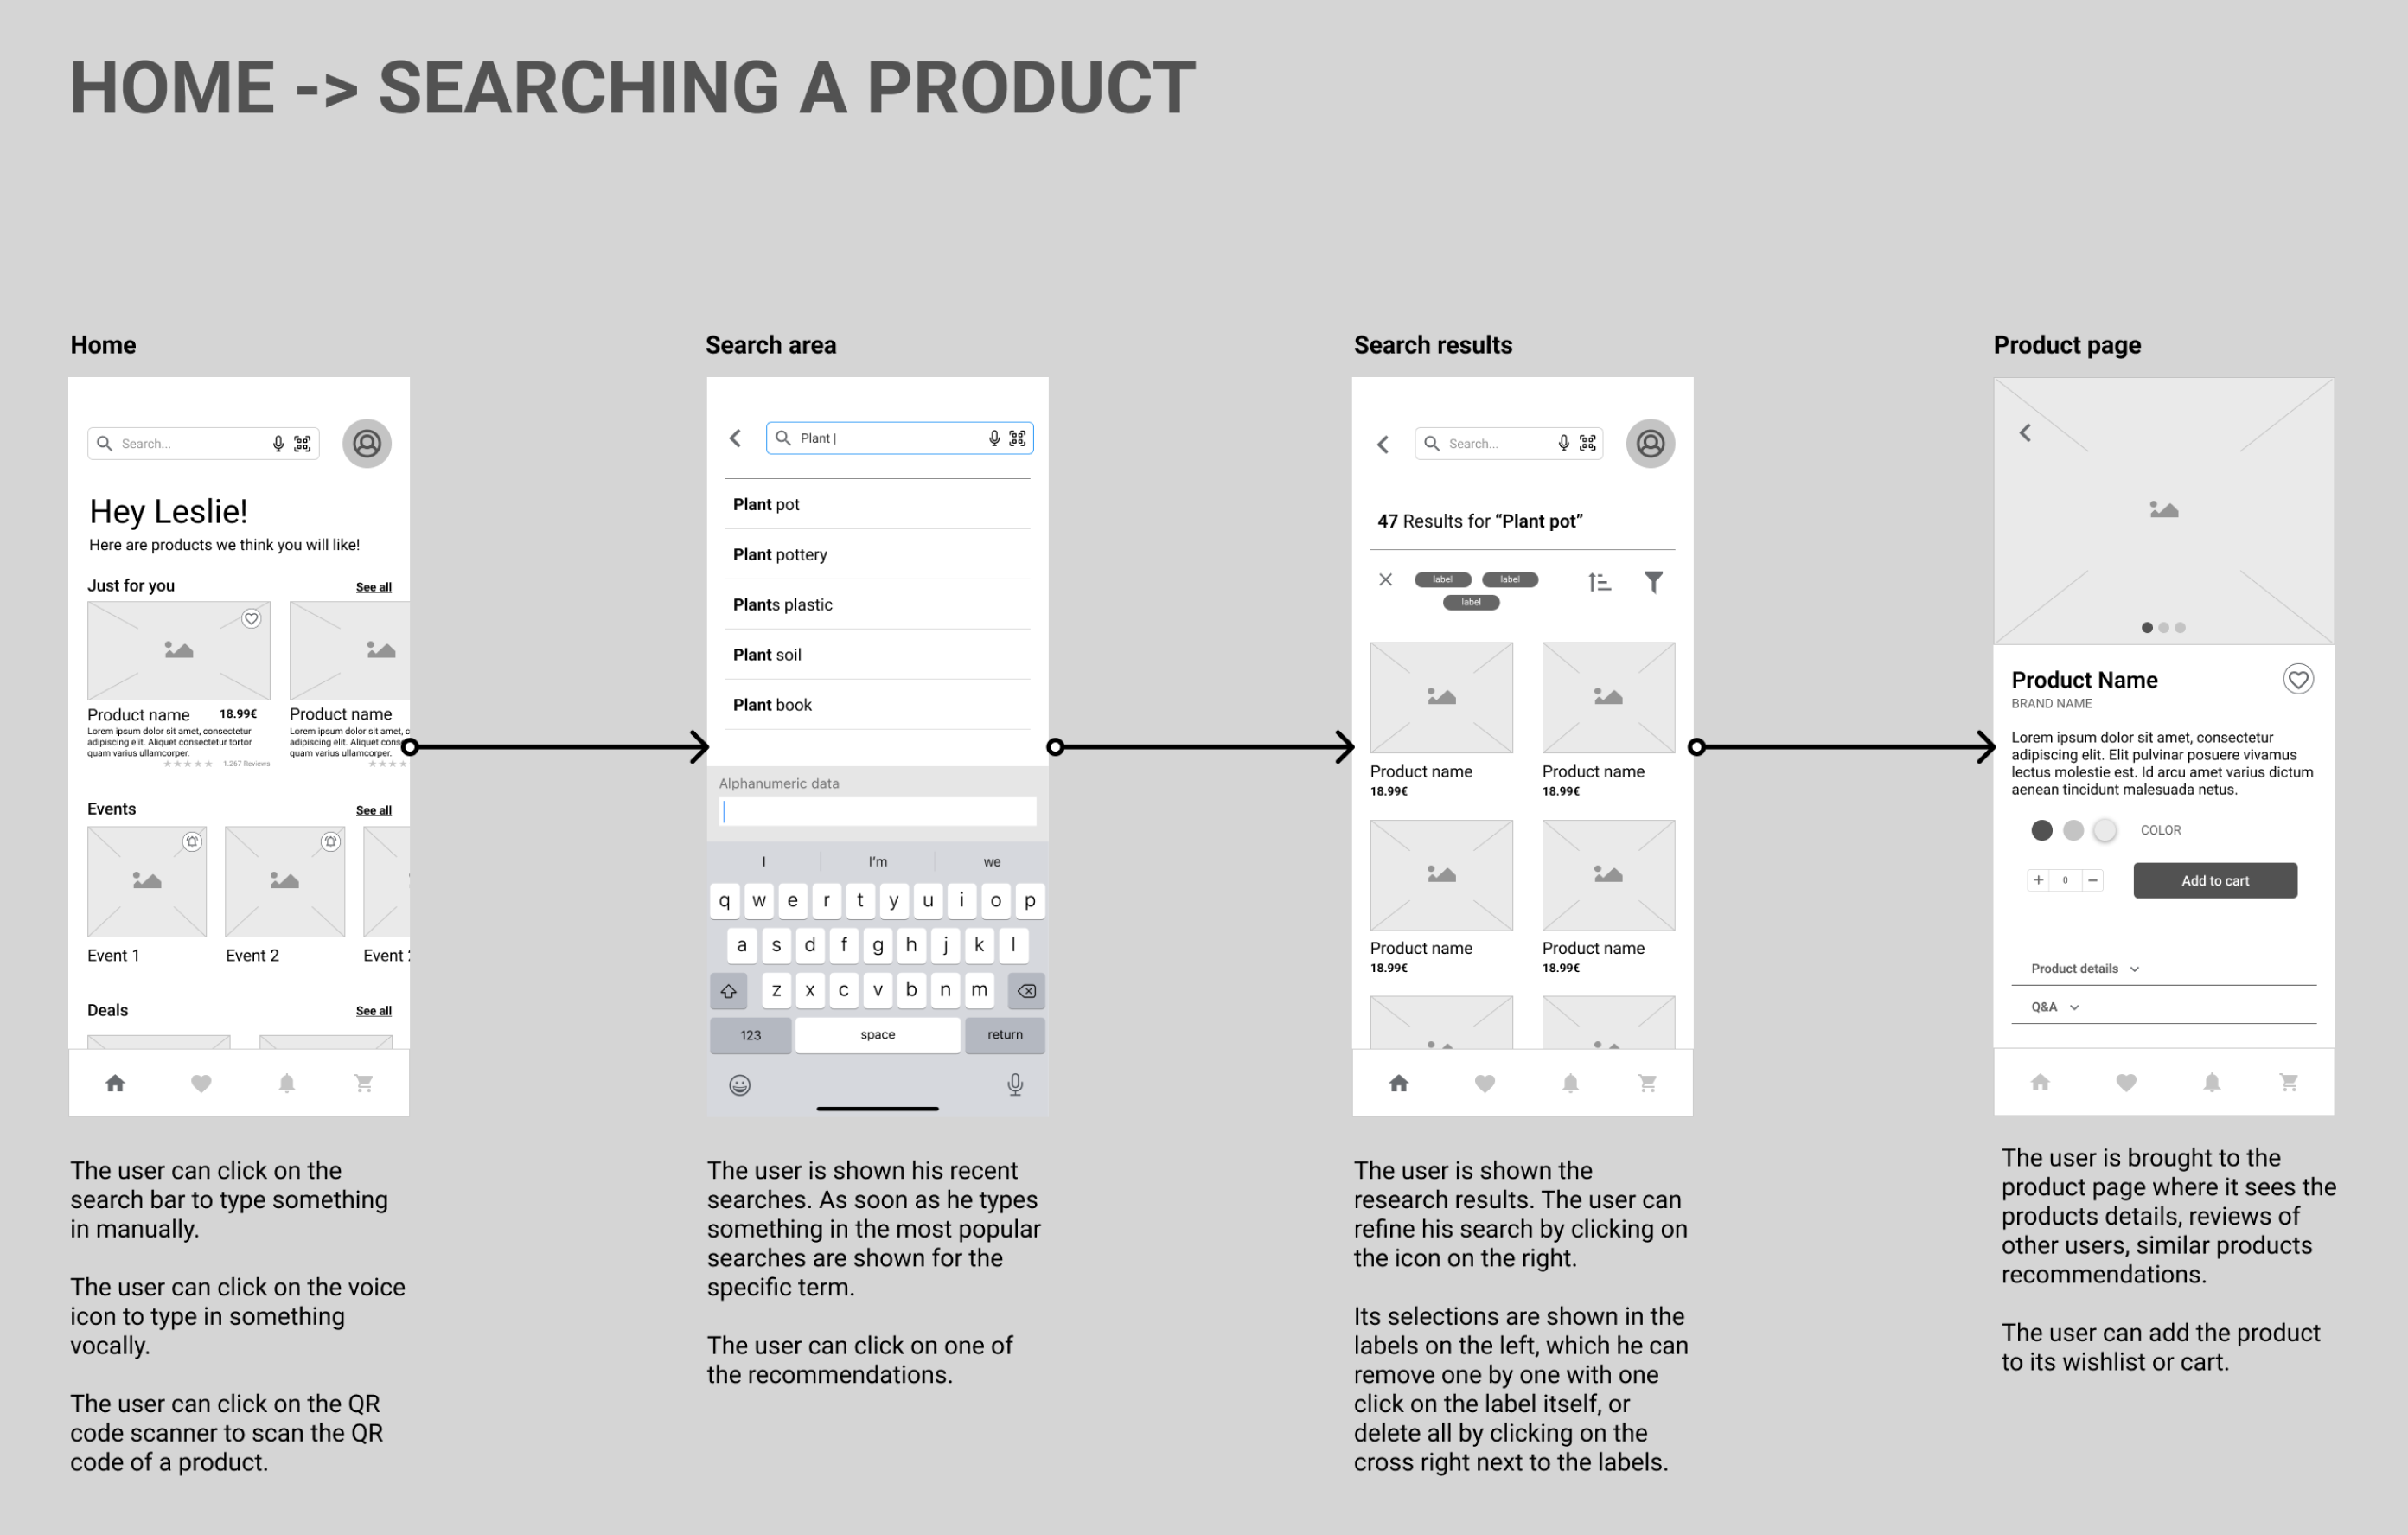 HOME -> SEARCHING A PRODUCT
Home
Search...
Hey Leslie!
Here are products we think you will like!
Just for you
See all
Product name
18.99€
Lorem ipsum dolor sit amet, consectetur
adipiscing elit. Aliquet consectetur tortor
quam varius ullamcorper.
1.267 Reviews
Product name
Lorem ipsum dolor sit amet, c
adipiscing elit. Aliquet cons
quam varius ullamcorper.
Events
See all
Event 1
Event 2
Event
Deals
See all
The user can click on the
search bar to type something
in manually.
The user can click on the voice
icon to type in something
vocally.
The user can click on the QR
code scanner to scan the QR
code of a product.
Search area
Plant |
Plant pot
Plant pottery
Plants plastic
Plant soil
Plant book
Alphanumeric data
I I'm we
q w e r t y u i o p
a s d f g h j k l
z x c v b n m
123 space return
The user is shown his recent
searches. As soon as he types
something in the most popular
searches are shown for the
specific term.
The user can click on one of
the recommendations.
Search results
Search...
47 Results for “Plant pot”
label label
label
Product name
18.99€
Product name
18.99€
Product name
18.99€
Product name
18.99€
The user is shown the
research results. The user can
refine his search by clicking on
the icon on the right.
Its selections are shown in the
labels on the left, which he can
remove one by one with one
click on the label itself, or
delete all by clicking on the
cross right next to the labels.
Product page
Product Name
BRAND NAME
Lorem ipsum dolor sit amet, consectetur
adipiscing elit. Elit pulvinar posuere vivamus
lectus molestie est. Id arcu amet varius dictum
aenean tincidunt malesuada netus.
COLOR
+ 0 −
Add to cart
Product details
Q&A
The user is brought to the
product page where it sees the
products details, reviews of
other users, similar products
recommendations.
The user can add the product
to its wishlist or cart.